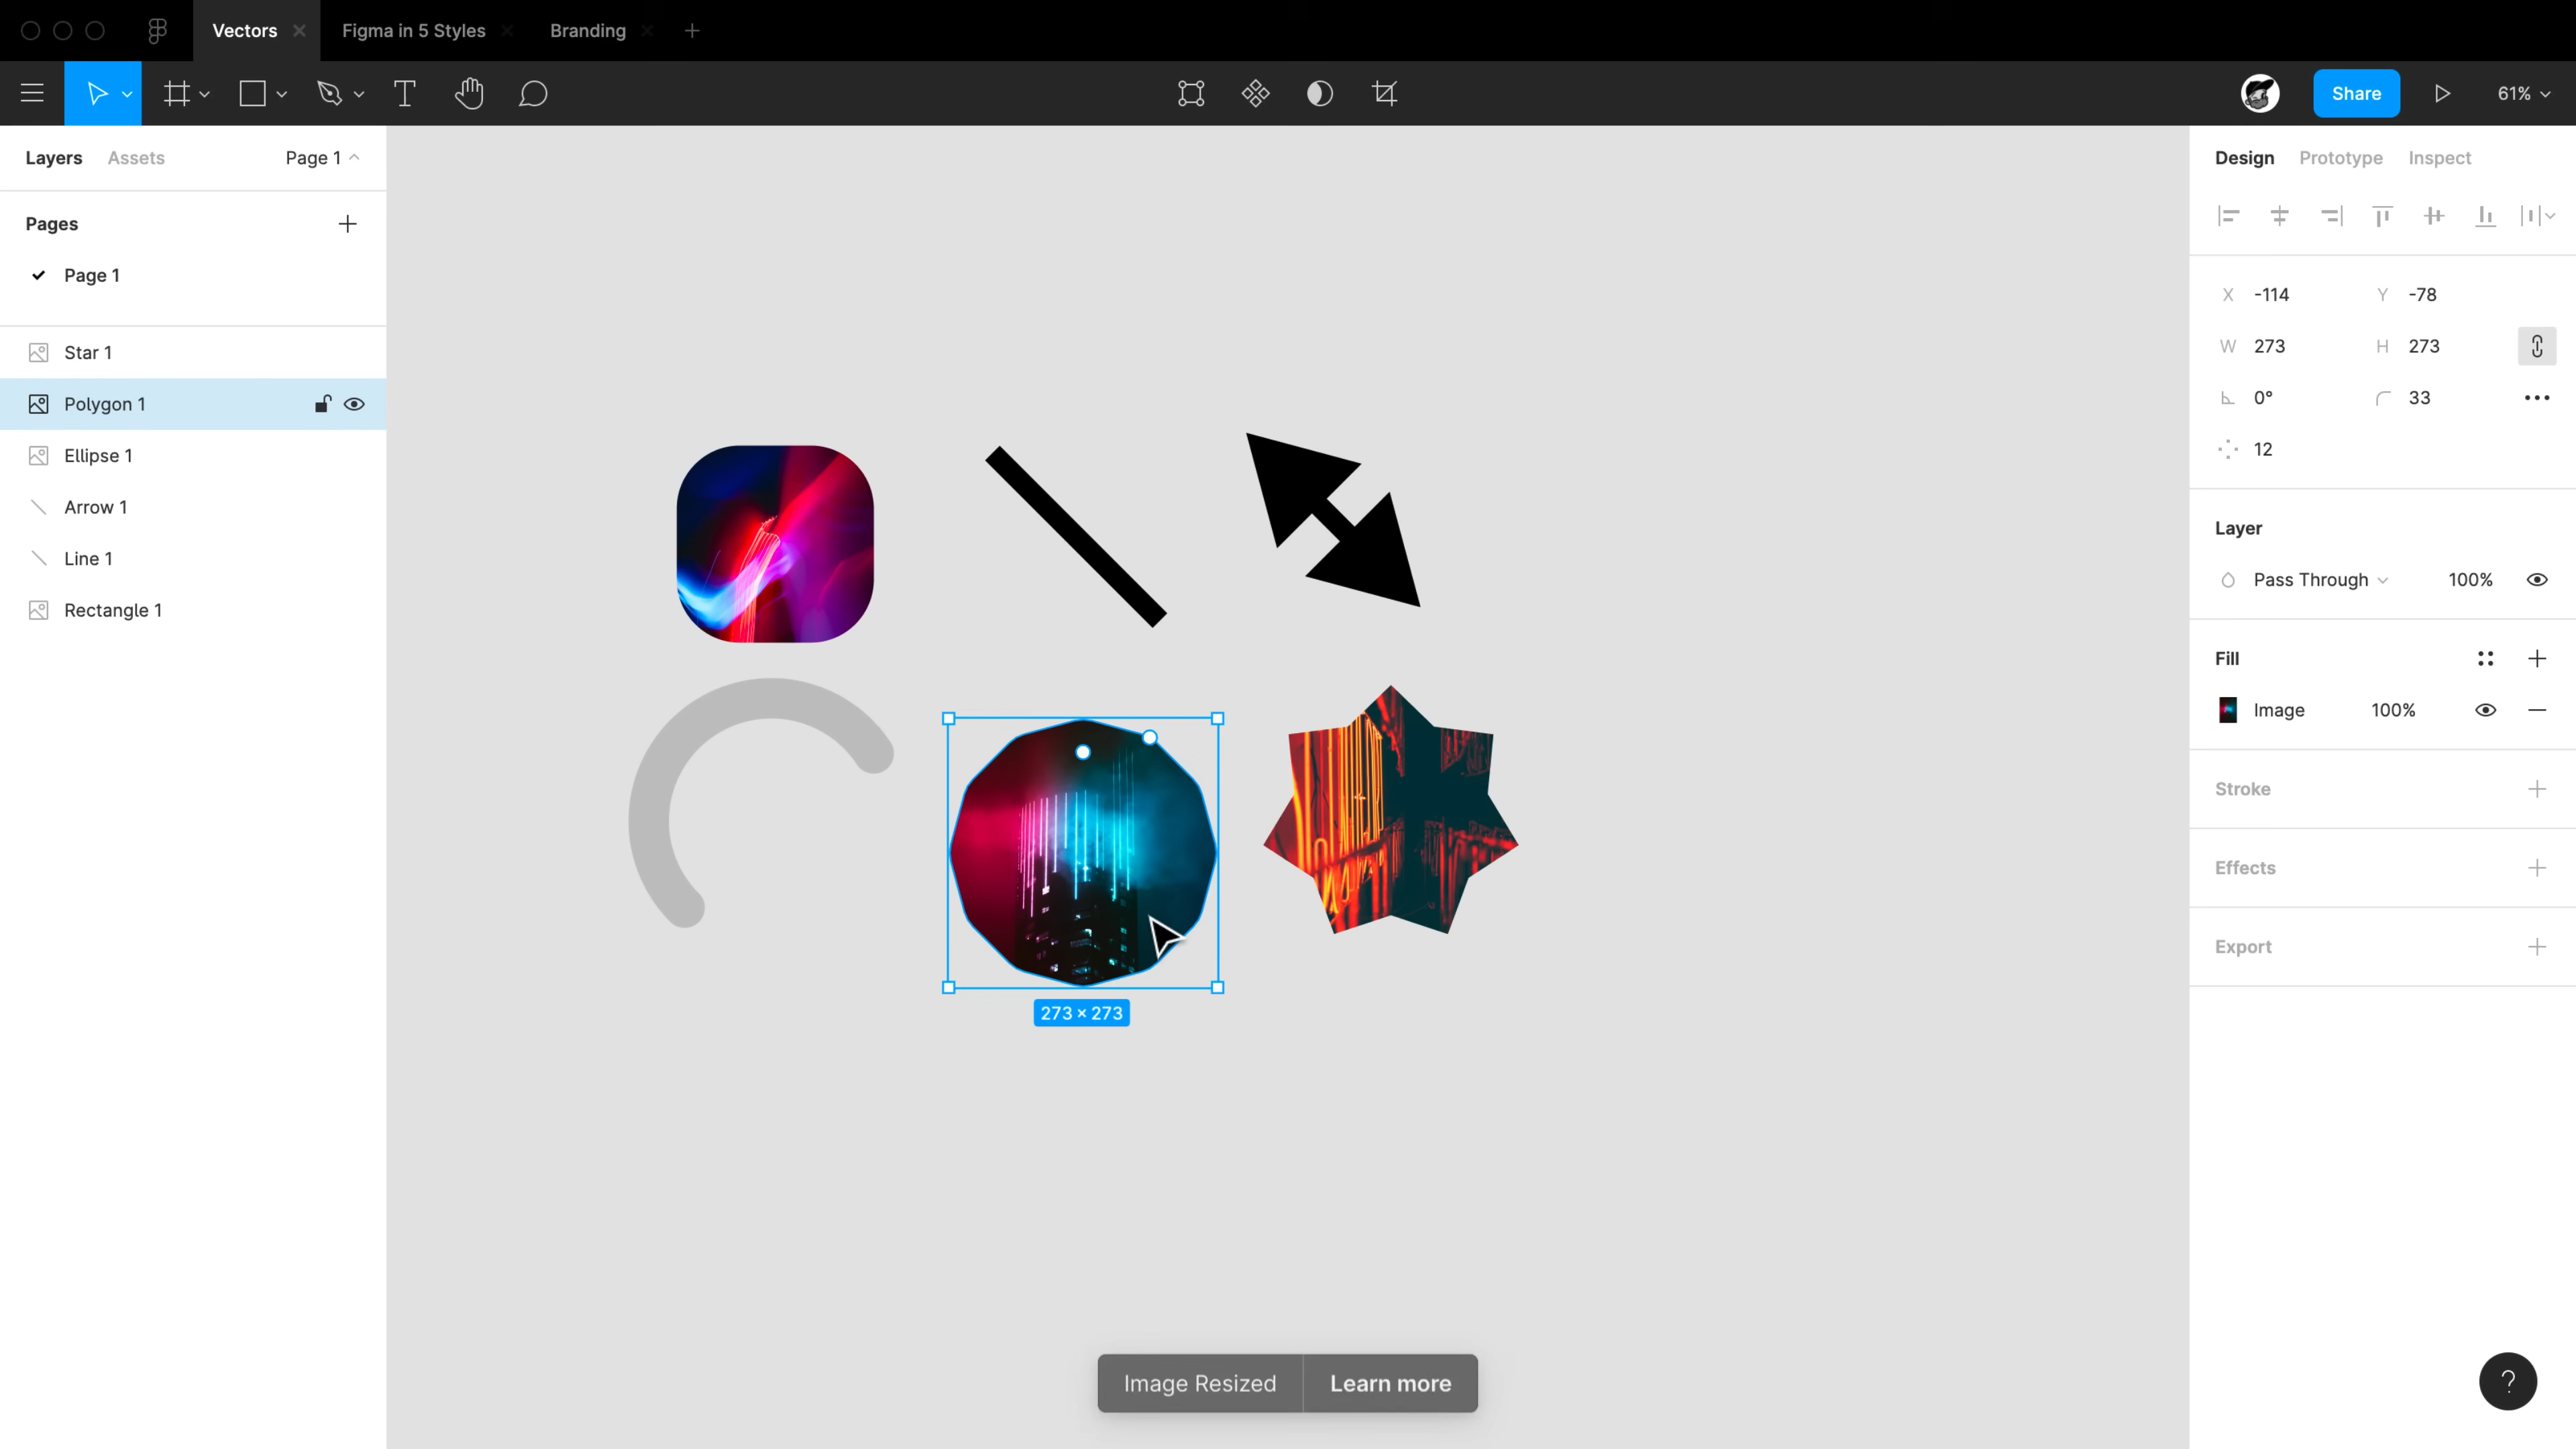 Vectors Figma in 5 Styles Branding
Share 61%
Layers Assets Page 1
Pages
Page 1
Star 1
Polygon 1
Ellipse 1
Arrow 1
Line 1
Rectangle 1
273 × 273
Image Resized Learn more
Design Prototype Inspect
X -114 Y -78
W 273 H 273
0° 33
12
Layer
Pass Through 100%
Fill
Image 100%
Stroke
Effects
Export
?